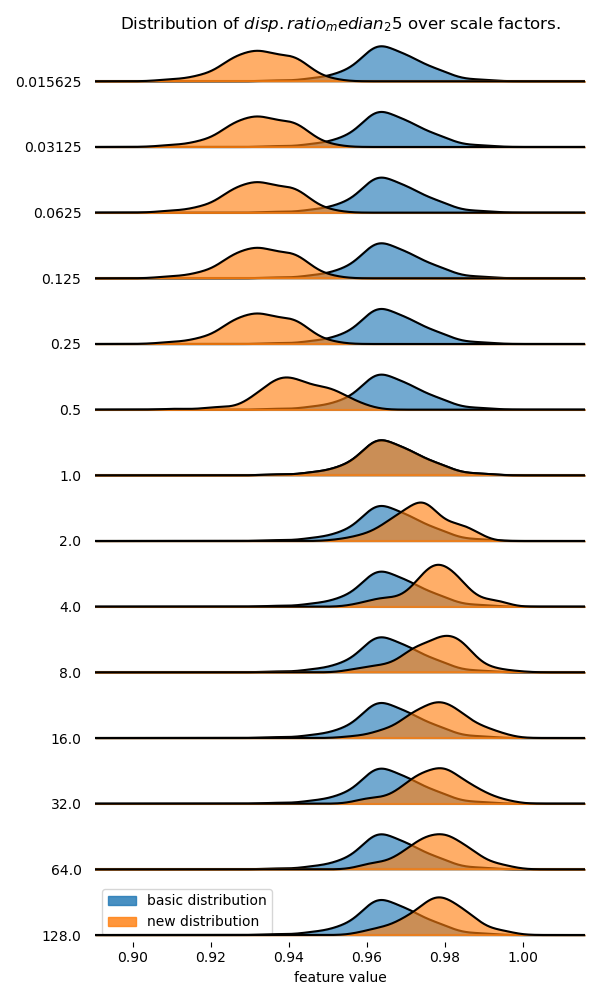 Distribution of disp.ratio_median_25 over scale factors.
0.015625
0.03125
0.0625
0.125
0.25
0.5
1.0
2.0
4.0
8.0
16.0
32.0
64.0
basic distribution
new distribution
128.0
0.90 0.92 0.94 0.96 0.98 1.00
feature value